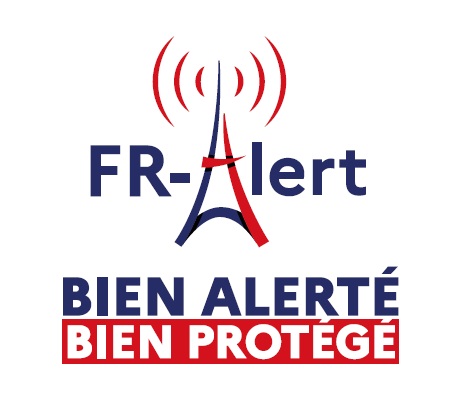 FR-Alert
BIEN ALERTÉ
BIEN PROTÉGÉ